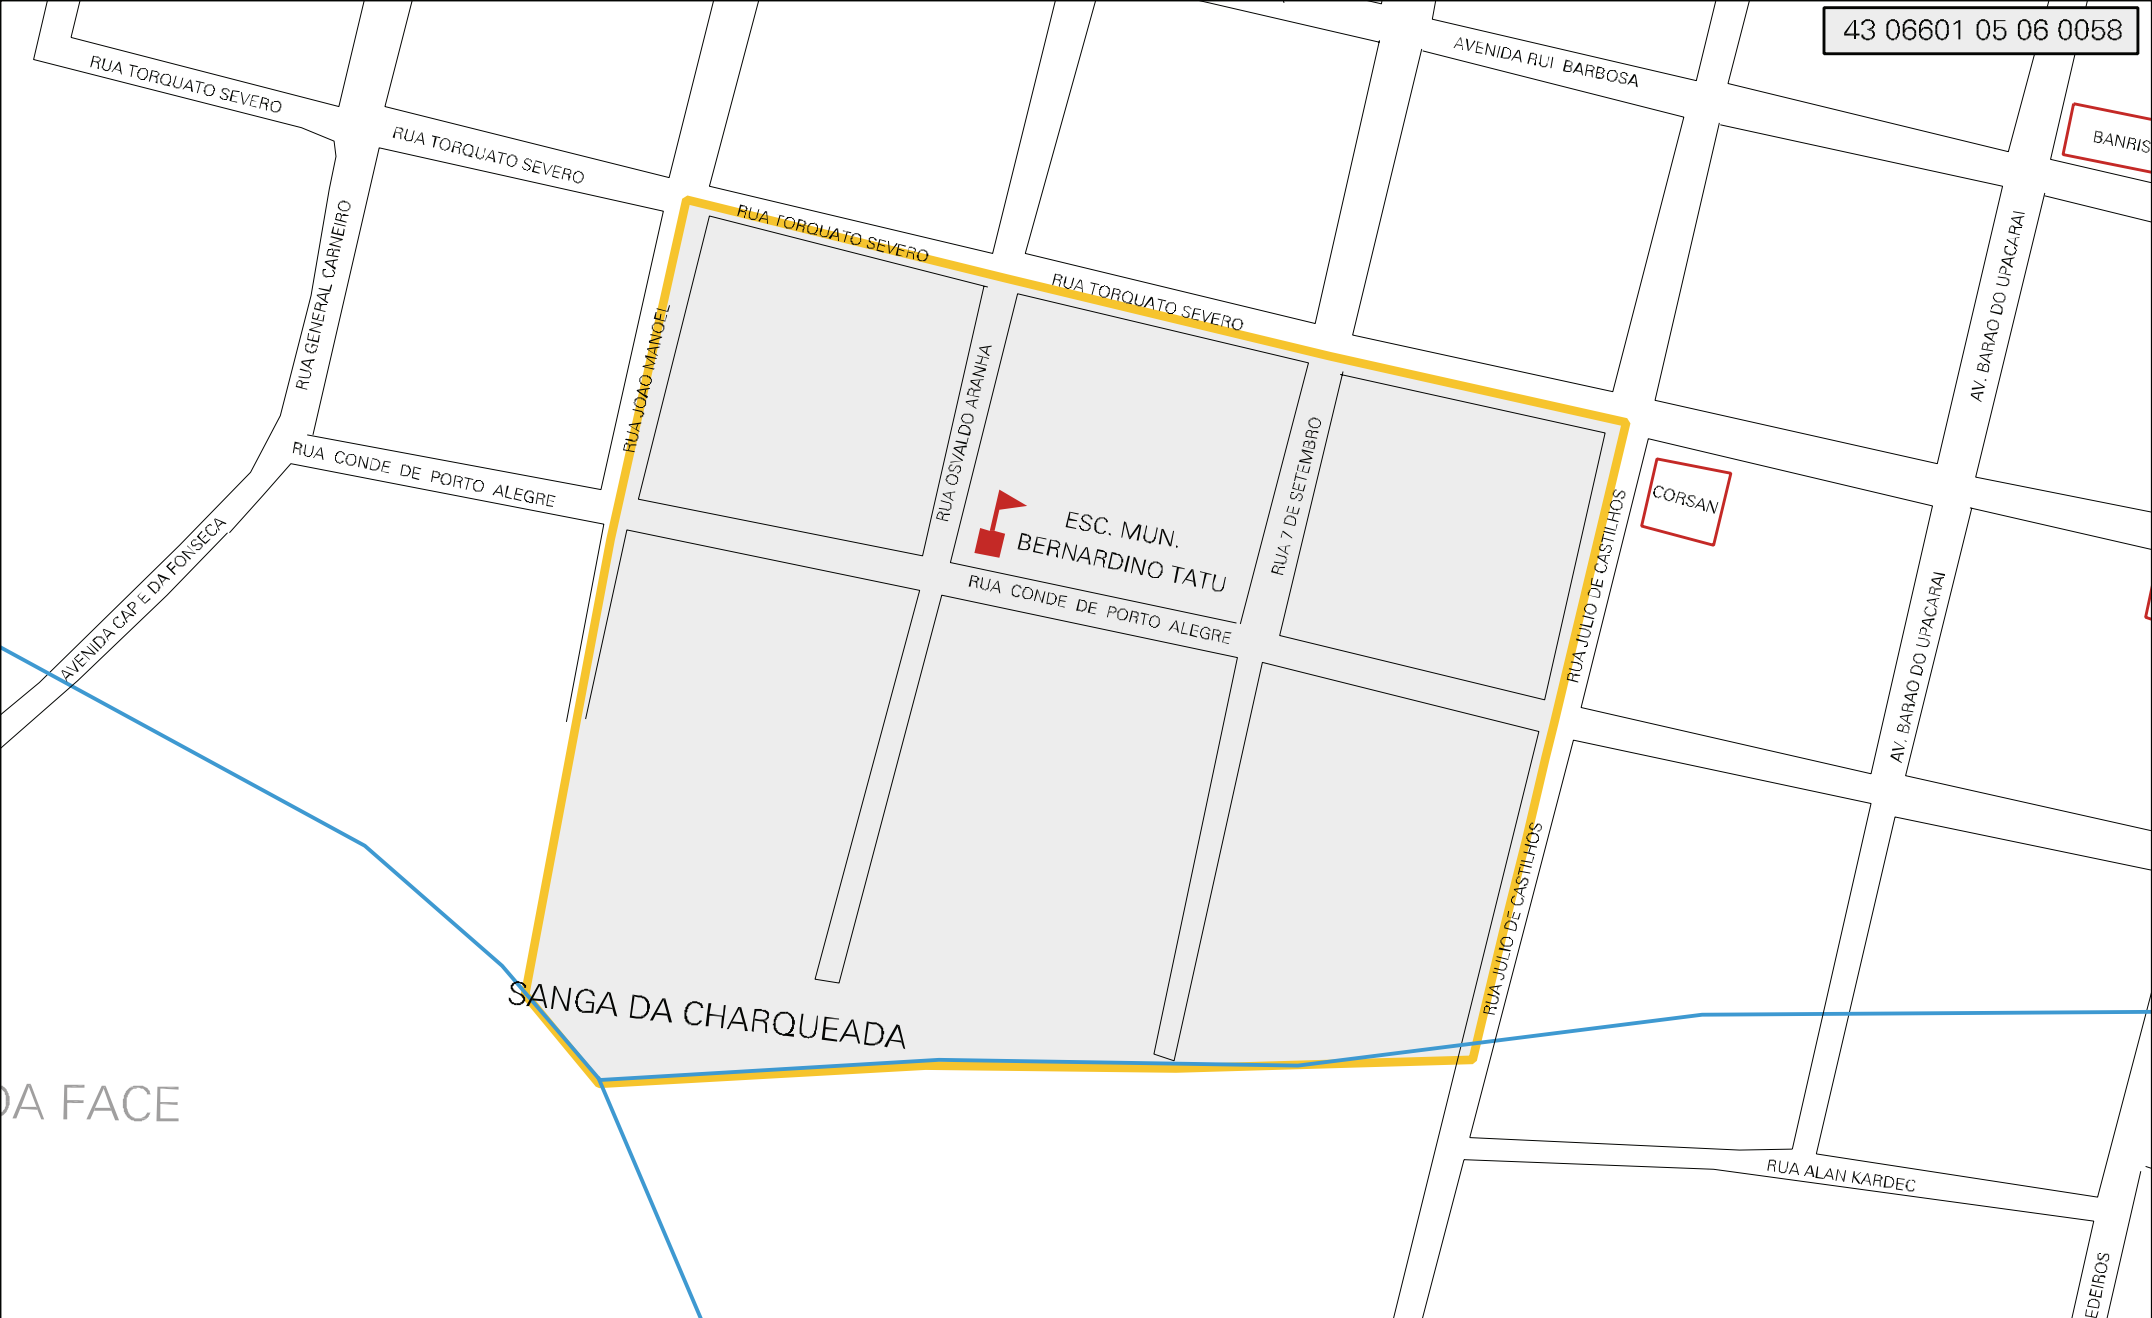 43 06601 05 06 0058
AVENIDA RUI BARBOSA
RUA TORQUATO SEVERO
RUA TORQUATO SEVERO
BANRIS
RUA TORQUATO SEVERO
RUA TORQUATO SEVERO
RUA GENERAL CARNEIRO
RUA JOAO MANOEL
RUA OSVALDO ARANHA
RUA 7 DE SETEMBRO
AV. BARAO DO UPACARAI
RUA CONDE DE PORTO ALEGRE
CORSAN
ESC. MUN.
BERNARDINO TATU
RUA CONDE DE PORTO ALEGRE
RUA JULIO DE CASTILHOS
AVENIDA CAP E DA FONSECA
AV. BARAO DO UPACARAI
RUA JULIO DE CASTILHOS
SANGA DA CHARQUEADA
DA FACE
RUA ALAN KARDEC
EDEIROS